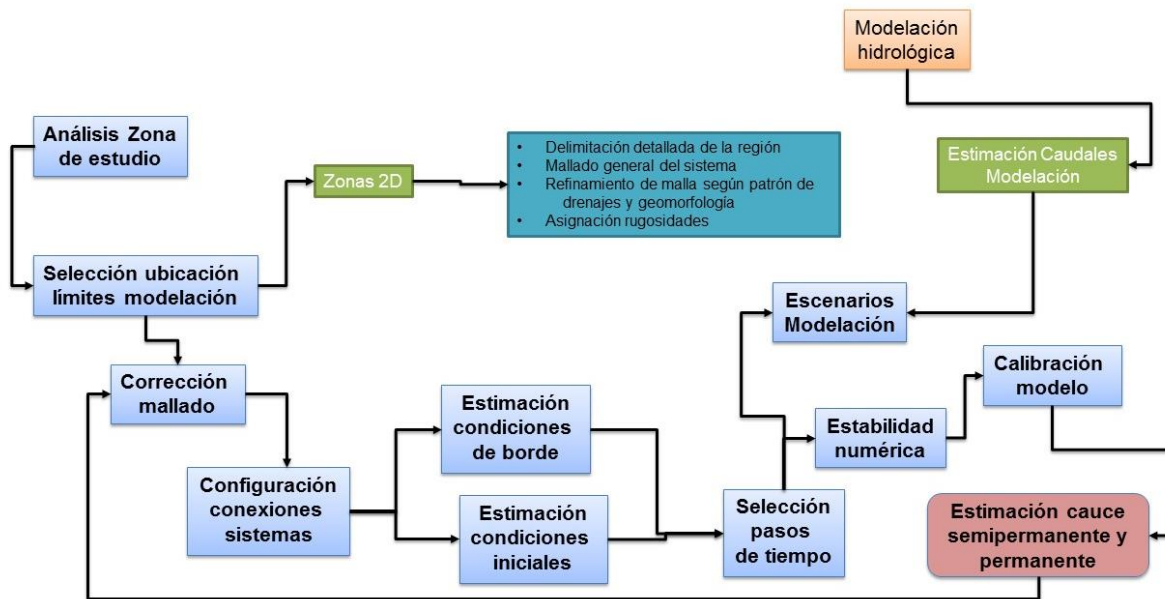 Modelación
hidrológica
Análisis Zona
de estudio
Zonas 2D
• Delimitación detallada de la región
• Mallado general del sistema
• Refinamiento de malla según patrón de
drenajes y geomorfología
• Asignación rugosidades
Estimación Caudales
Modelación
Selección ubicación
límites modelación
Escenarios
Modelación
Corrección
mallado
Estimación
condiciones
de borde
Calibración
modelo
Estabilidad
numérica
Configuración
conexiones
sistemas
Estimación
condiciones
iniciales
Selección
pasos
de tiempo
Estimación cauce
semipermanente y
permanente